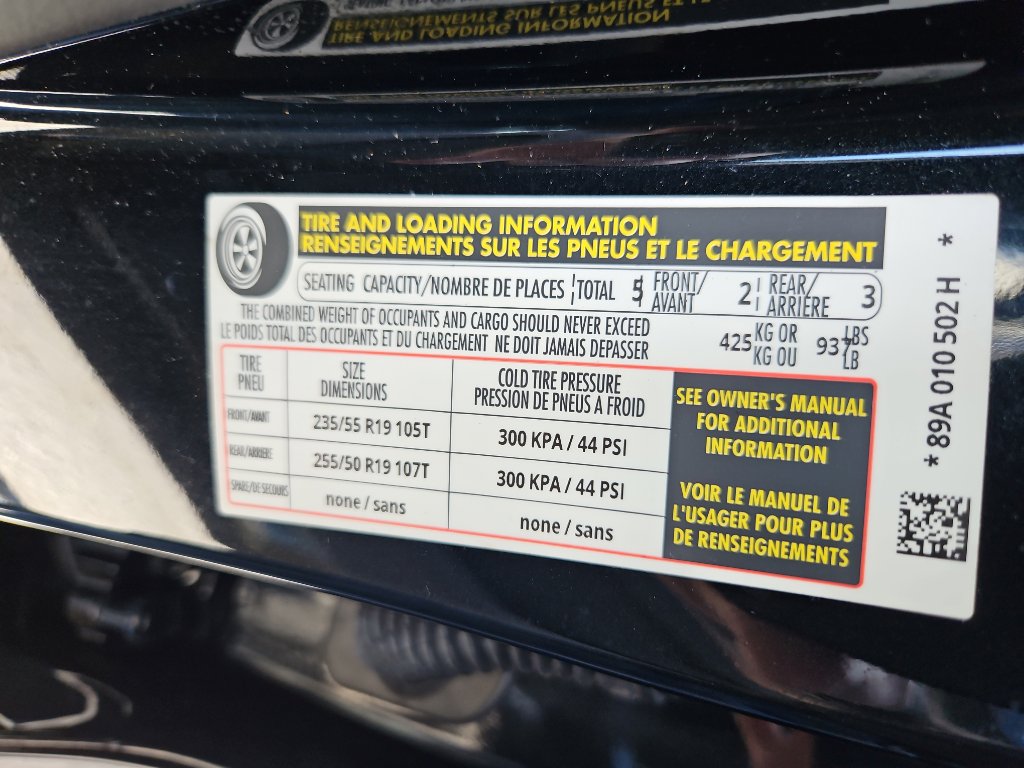 TIRE AND LOADING INFORMATION
RENSEIGNEMENTS SUR LES PNEUS ET LE CHARGEMENT
SEATING CAPACITY/NOMBRE DE PLACES TOTAL 5 FRONT/AVANT 2 REAR/ARRIÈRE 3
THE COMBINED WEIGHT OF OCCUPANTS AND CARGO SHOULD NEVER EXCEED 425 KG OR 937 LBS
LE POIDS TOTAL DES OCCUPANTS ET DU CHARGEMENT NE DOIT JAMAIS DEPASSER KG OU LB
TIRE SIZE COLD TIRE PRESSURE
PNEU DIMENSIONS PRESSION DE PNEUS A FROID
FRONT/AVANT 235/55 R19 105T 300 KPA / 44 PSI
REAR/ARRIERE 255/50 R19 107T 300 KPA / 44 PSI
SPARE/DE SECOURS none / sans none / sans
SEE OWNER'S MANUAL
FOR ADDITIONAL
INFORMATION
VOIR LE MANUEL DE
L'USAGER POUR PLUS
DE RENSEIGNEMENTS
* 89A 010 502 H *